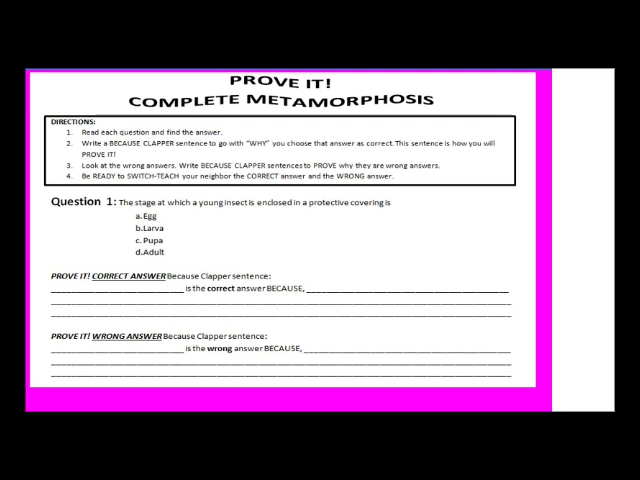 PROVE IT!
COMPLETE METAMORPHOSIS
DIRECTIONS:
1. Read each question and find the answer.
2. Write a BECAUSE CLAPPER sentence to go with "WHY" you choose that answer as correct. This sentence is how you will
PROVE IT!
3. Look at the wrong answers. Write BECAUSE CLAPPER sentences to PROVE why they are wrong answers.
4. Be READY to SWITCH-TEACH your neighbor the CORRECT answer and the WRONG answer.
Question 1: The stage at which a young insect is enclosed in a protective covering is
a. Egg
b. Larva
c. Pupa
d. Adult
PROVE IT! CORRECT ANSWER Because Clapper sentence:
____________________________ is the correct answer BECAUSE, ____________________________
PROVE IT! WRONG ANSWER Because Clapper sentence:
____________________________ is the wrong answer BECAUSE, ____________________________